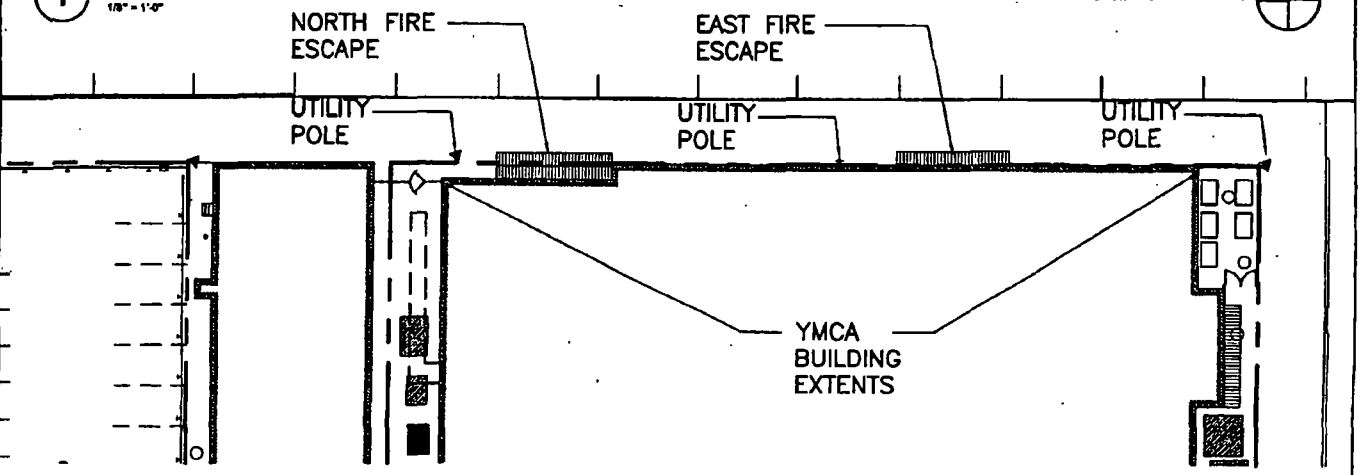 1/8" = 1'-0"
NORTH FIRE
ESCAPE
EAST FIRE
ESCAPE
UTILITY
POLE
UTILITY
POLE
UTILITY
POLE
YMCA
BUILDING
EXTENTS